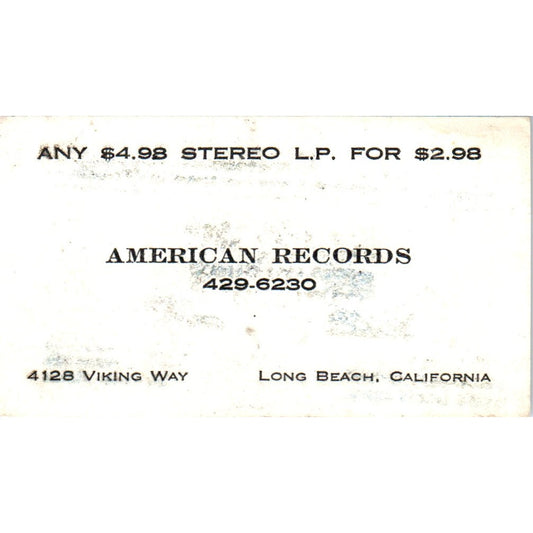 ANY $4.98 STEREO L.P. FOR $2.98
AMERICAN RECORDS
429-6230
4128 VIKING WAY LONG BEACH, CALIFORNIA